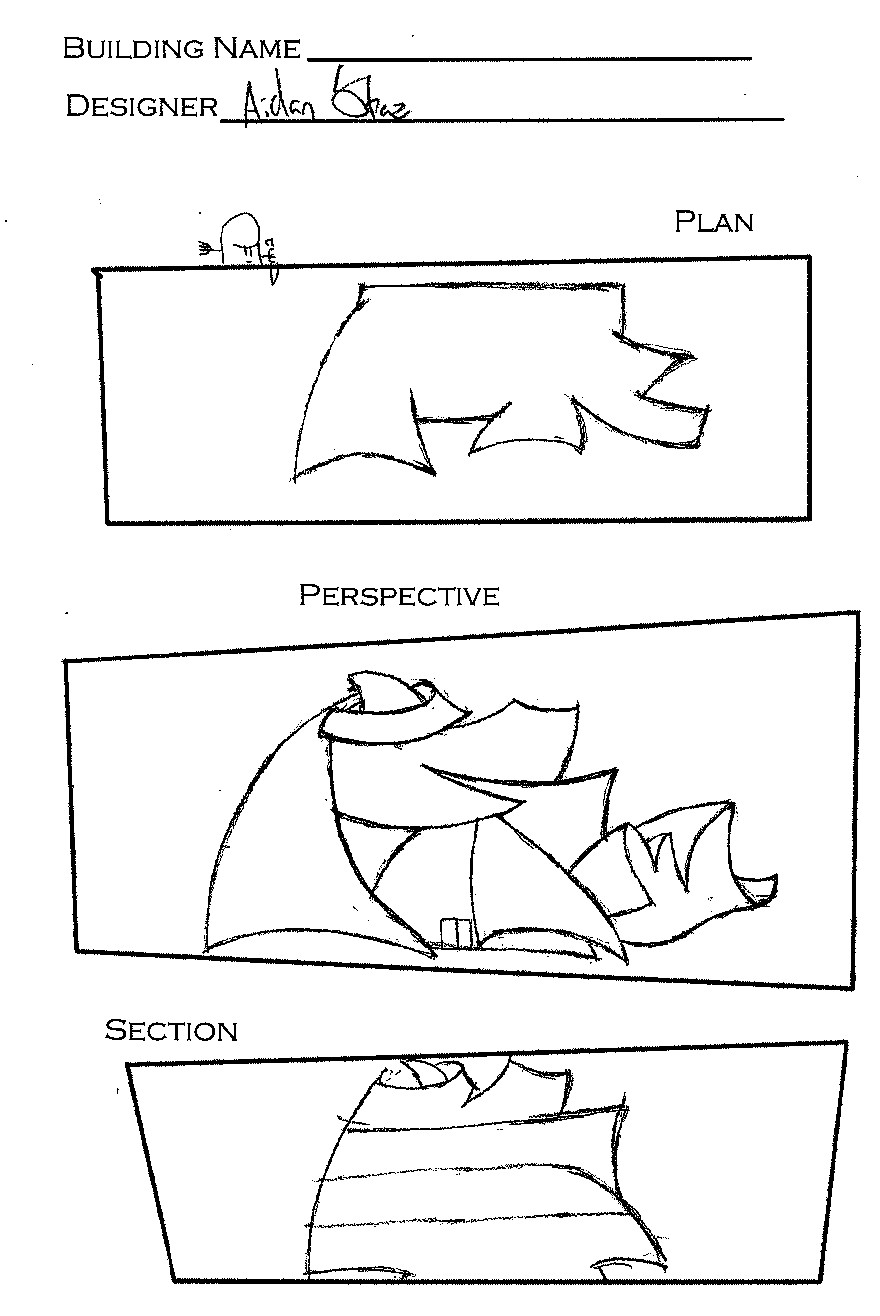 BUILDING NAME
DESIGNER Aidan
PLAN
PERSPECTIVE
SECTION